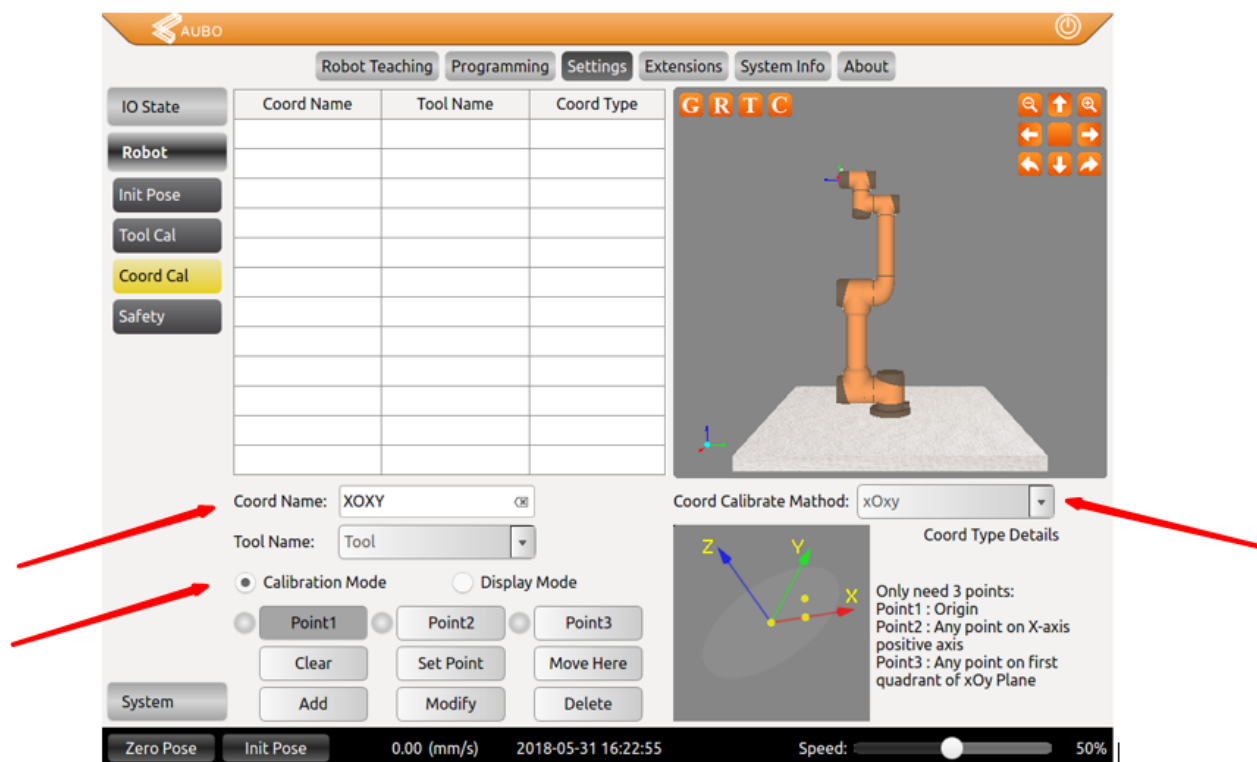 AUBO
Robot Teaching Programming Settings Extensions System Info About
IO State
Robot
Init Pose
Tool Cal
Coord Cal
Safety
System
Coord Name Tool Name Coord Type
G R T C
Coord Name: XOXY
Tool Name: Tool
Calibration Mode Display Mode
Point1 Point2 Point3
Clear Set Point Move Here
Add Modify Delete
Coord Calibrate Mathod: xOxy
Z Y X
Coord Type Details
Only need 3 points:
Point1 : Origin
Point2 : Any point on X-axis
positive axis
Point3 : Any point on first
quadrant of xOy Plane
Zero Pose Init Pose 0.00 (mm/s) 2018-05-31 16:22:55 Speed: 50%